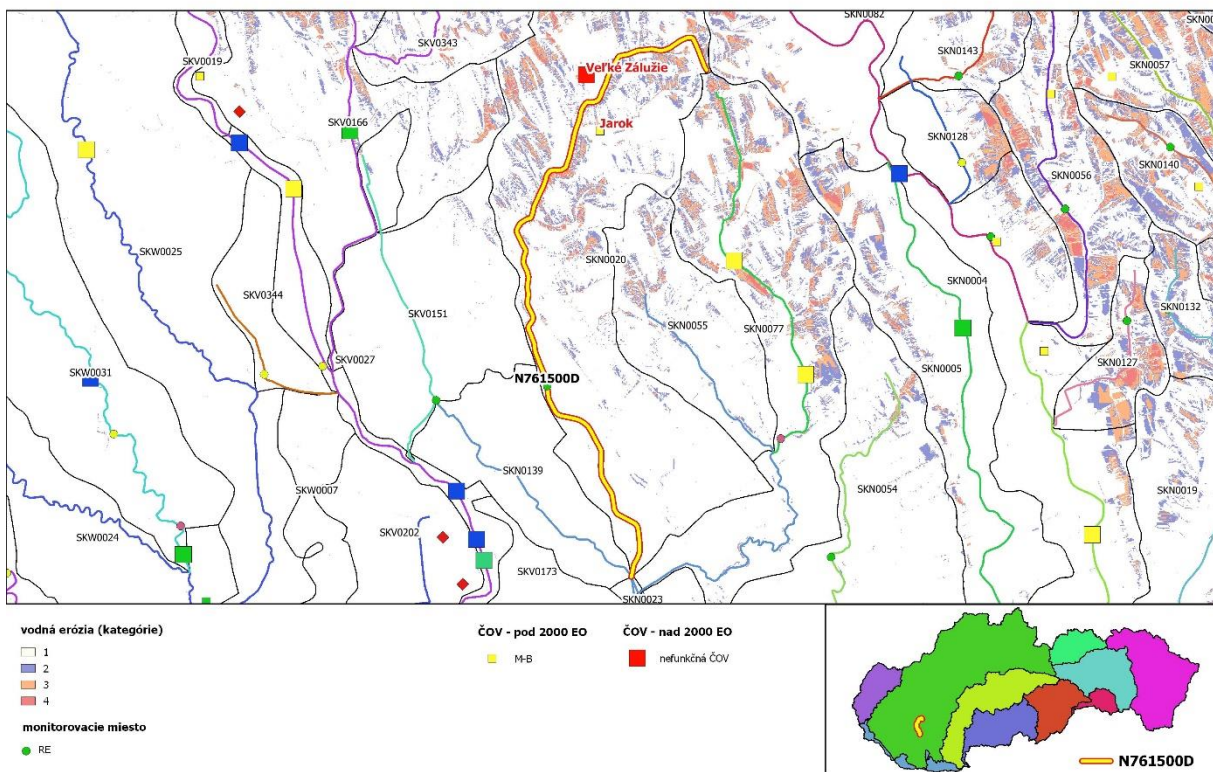 SKN0082
SKV0343
SKN0143
SKN00
SKV0019
SKN0057
Veľké Zálužie
SKV0166
Jarok
SKN0128
SKN0140
SKN0056
SKW0025
SKN0020
SKN0004
SKV0344
SKV0151
SKN0055
SKN0077
SKN0132
SKV0027
SKW0031
N761500D
SKN0005
SKN0127
SKN0139
SKW0007
SKN0054
SKN0019
SKW0024
SKV0202
SKV0173
SKN0023
vodná erózia (kategórie)
1
2
3
4
monitorovacie miesto
RE
ČOV - pod 2000 EO
M-B
ČOV - nad 2000 EO
nefunkčná ČOV
N761500D